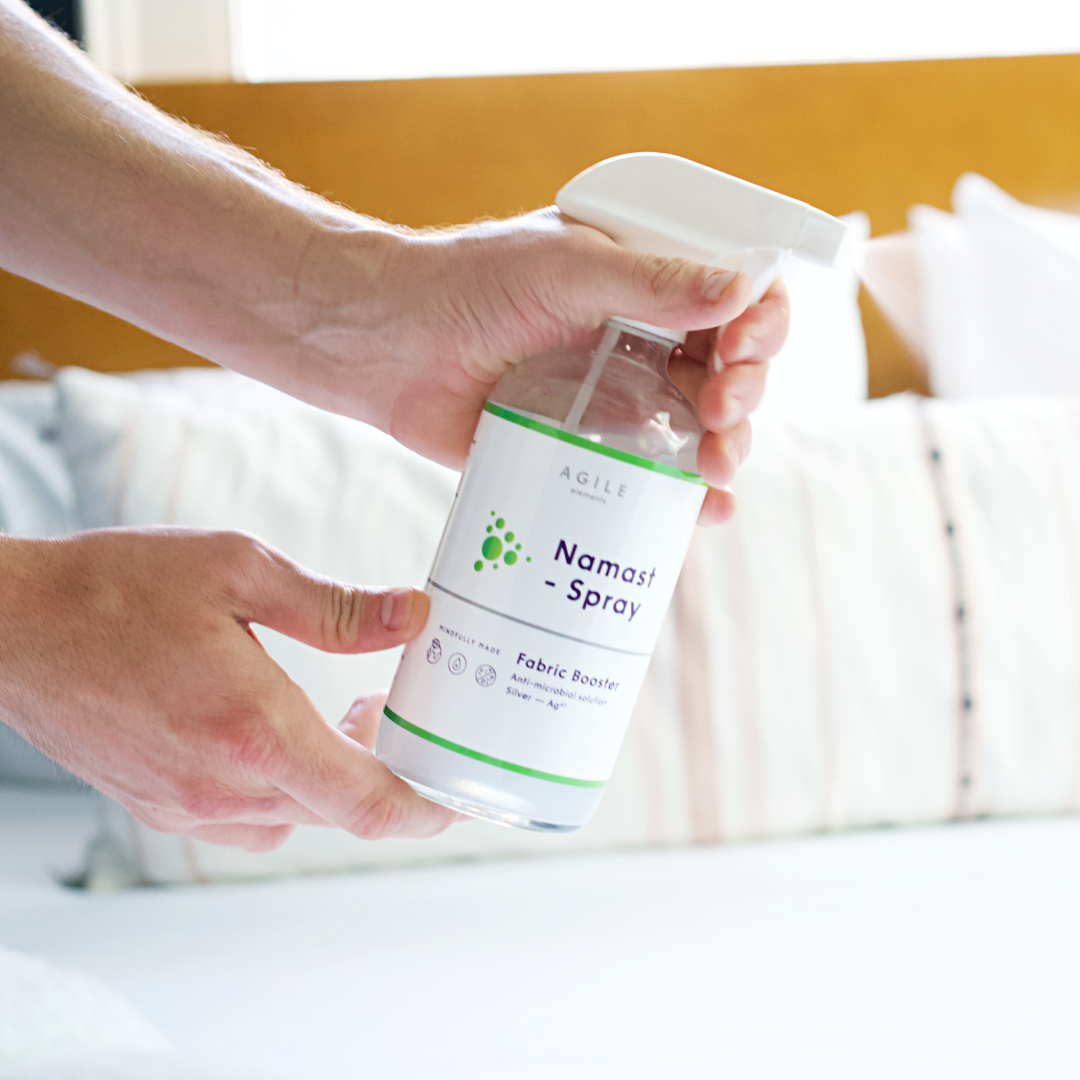 AGILE
elements
Namast
- Spray
MINDFULLY MADE
Fabric Booster
Anti-microbial solution
Silver — Ag⁺¹